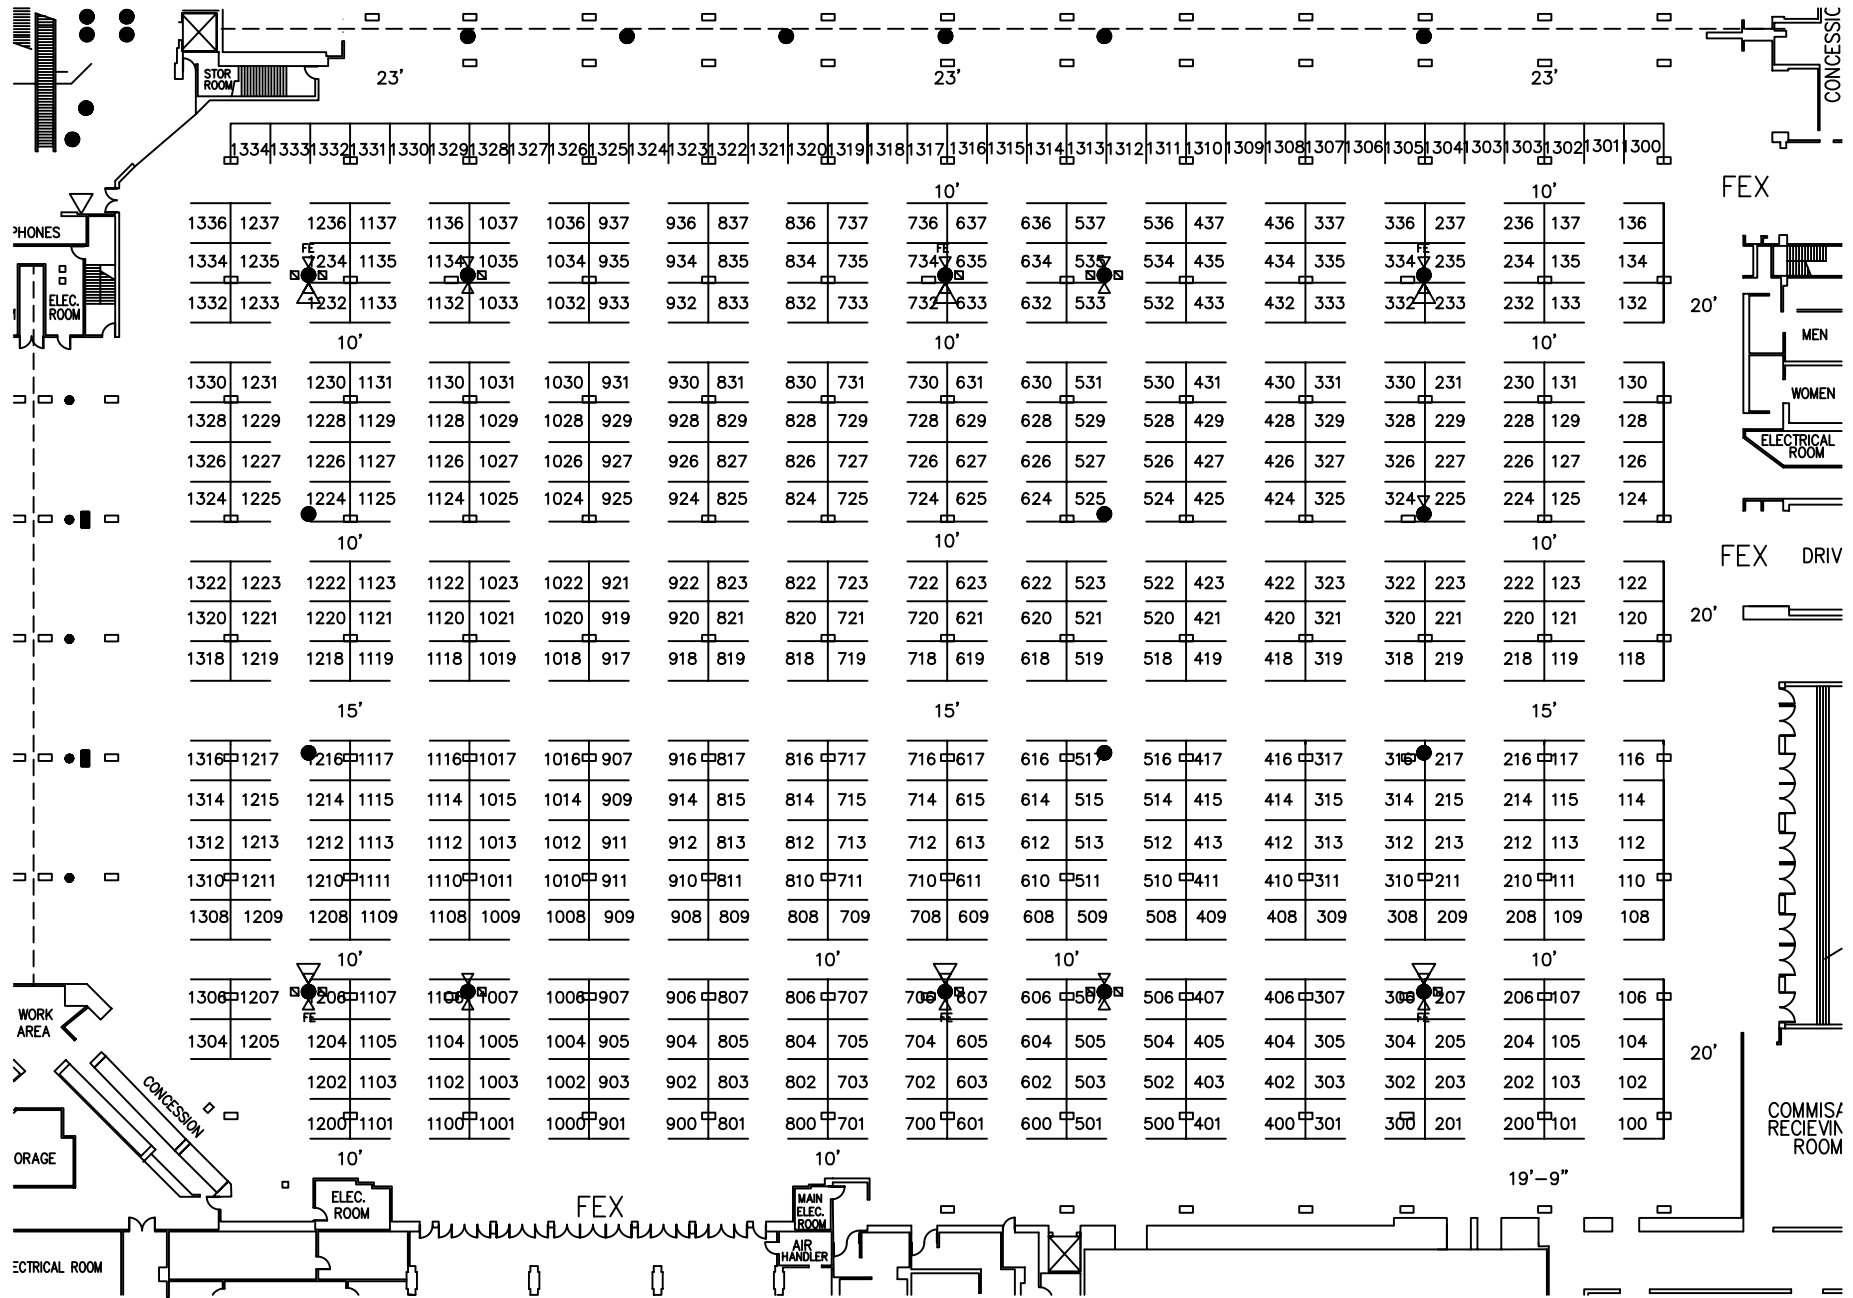 CONCESSIC
STOR
ROOM
23' 23' 23'
1334 1333 1332 1331 1330 1329 1328 1327 1326 1325 1324 1323 1322 1321 1320 1319 1318 1317 1316 1315 1314 1313 1312 1311 1310 1309 1308 1307 1306 1305 1304 1303 1303 1302 1301 1300
10' 10'
FEX
1336 1237 1236 1137 1136 1037 1036 937 936 837 836 737 736 637 636 537 536 437 436 337 336 237 236 137 136
PHONES
FE FE FE
1334 1235 1234 1135 1134 1035 1034 935 934 835 834 735 734 635 634 535 534 435 434 335 334 235 234 135 134
ELEC.
ROOM
1332 1233 1232 1133 1132 1033 1032 933 932 833 832 733 732 633 632 533 532 433 432 333 332 233 232 133 132
20'
MEN
10' 10' 10'
1330 1231 1230 1131 1130 1031 1030 931 930 831 830 731 730 631 630 531 530 431 430 331 330 231 230 131 130
WOMEN
1328 1229 1228 1129 1128 1029 1028 929 928 829 828 729 728 629 628 529 528 429 428 329 328 229 228 129 128
ELECTRICAL
ROOM
1326 1227 1226 1127 1126 1027 1026 927 926 827 826 727 726 627 626 527 526 427 426 327 326 227 226 127 126
1324 1225 1224 1125 1124 1025 1024 925 924 825 824 725 724 625 624 525 524 425 424 325 324 225 224 125 124
10' 10' 10'
FEX DRIV
1322 1223 1222 1123 1122 1023 1022 921 922 823 822 723 722 623 622 523 522 423 422 323 322 223 222 123 122
1320 1221 1220 1121 1120 1021 1020 919 920 821 820 721 720 621 620 521 520 421 420 321 320 221 220 121 120
20'
1318 1219 1218 1119 1118 1019 1018 917 918 819 818 719 718 619 618 519 518 419 418 319 318 219 218 119 118
15' 15' 15'
1316 1217 1216 1117 1116 1017 1016 907 916 817 816 717 716 617 616 517 516 417 416 317 316 217 216 117 116
1314 1215 1214 1115 1114 1015 1014 909 914 815 814 715 714 615 614 515 514 415 414 315 314 215 214 115 114
1312 1213 1212 1113 1112 1013 1012 911 912 813 812 713 712 613 612 513 512 413 412 313 312 213 212 113 112
1310 1211 1210 1111 1110 1011 1010 911 910 811 810 711 710 611 610 511 510 411 410 311 310 211 210 111 110
1308 1209 1208 1109 1108 1009 1008 909 908 809 808 709 708 609 608 509 508 409 408 309 308 209 208 109 108
10' 10' 10' 10'
1306 1207 1206 1107 1106 1007 1006 907 906 807 806 707 706 607 606 507 506 407 406 307 306 207 206 107 106
WORK
AREA
FE FE FE
1304 1205 1204 1105 1104 1005 1004 905 904 805 804 705 704 605 604 505 504 405 404 305 304 205 204 105 104
20'
1202 1103 1102 1003 1002 903 902 803 802 703 702 603 602 503 502 403 402 303 302 203 202 103 102
CONCESSION
1200 1101 1100 1001 1000 901 900 801 800 701 700 601 600 501 500 401 400 301 300 201 200 101 100
COMMISA
RECIEVIN
ROOM
ORAGE
10' 10'
19'-9"
ELEC.
ROOM
FEX
MAIN
ELEC.
ROOM
AIR
HANDLER
ECTRICAL ROOM